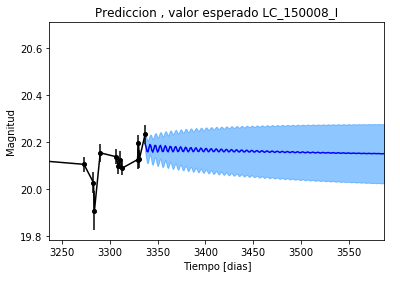 Prediccion , valor esperado LC_150008_I
20.6
20.4
20.2
20.0
19.8
Magnitud
3250 3300 3350 3400 3450 3500 3550
Tiempo [dias]